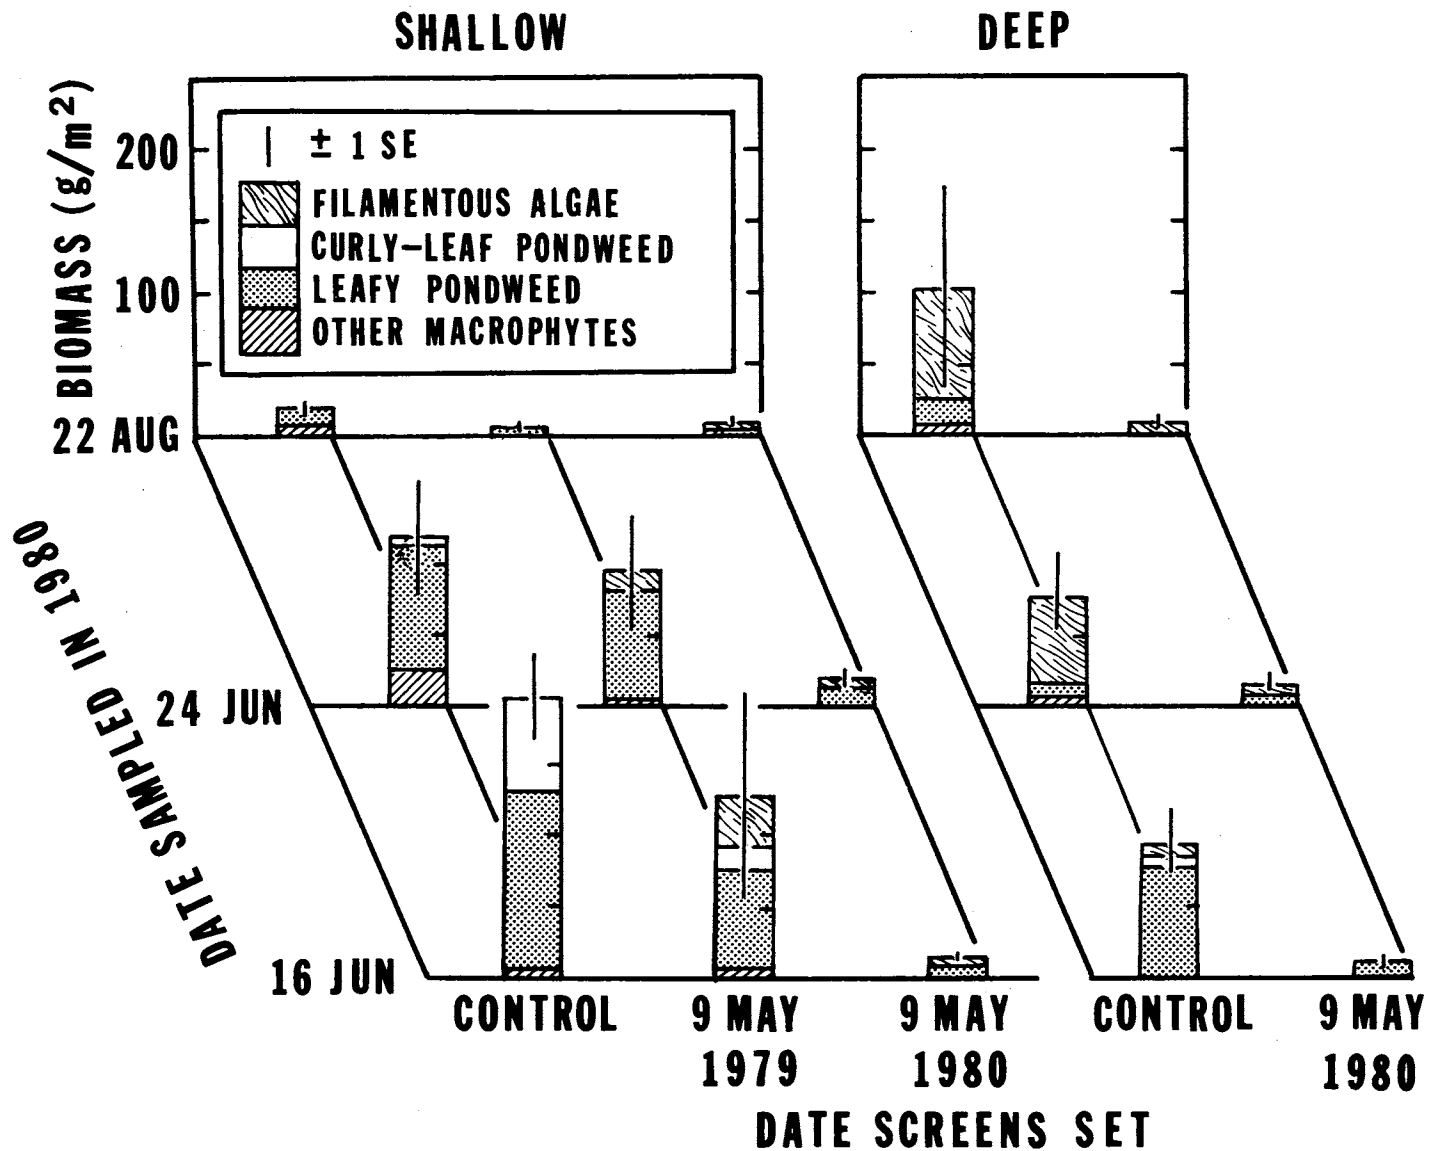 SHALLOW
DEEP
BIOMASS (g/m²)
200
100
± 1 SE
FILAMENTOUS ALGAE
CURLY-LEAF PONDWEED
LEAFY PONDWEED
OTHER MACROPHYTES
22 AUG
24 JUN
16 JUN
DATE SAMPLED IN 1980
CONTROL
9 MAY
1979
9 MAY
1980
CONTROL
9 MAY
1980
DATE SCREENS SET